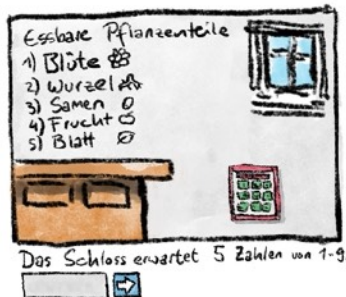 Essbare Pflanzenteile
1) Blüte
2) Wurzel
3) Samen
4) Frucht
5) Blatt
Das Schloss erwartet 5 Zahlen von 1-9.